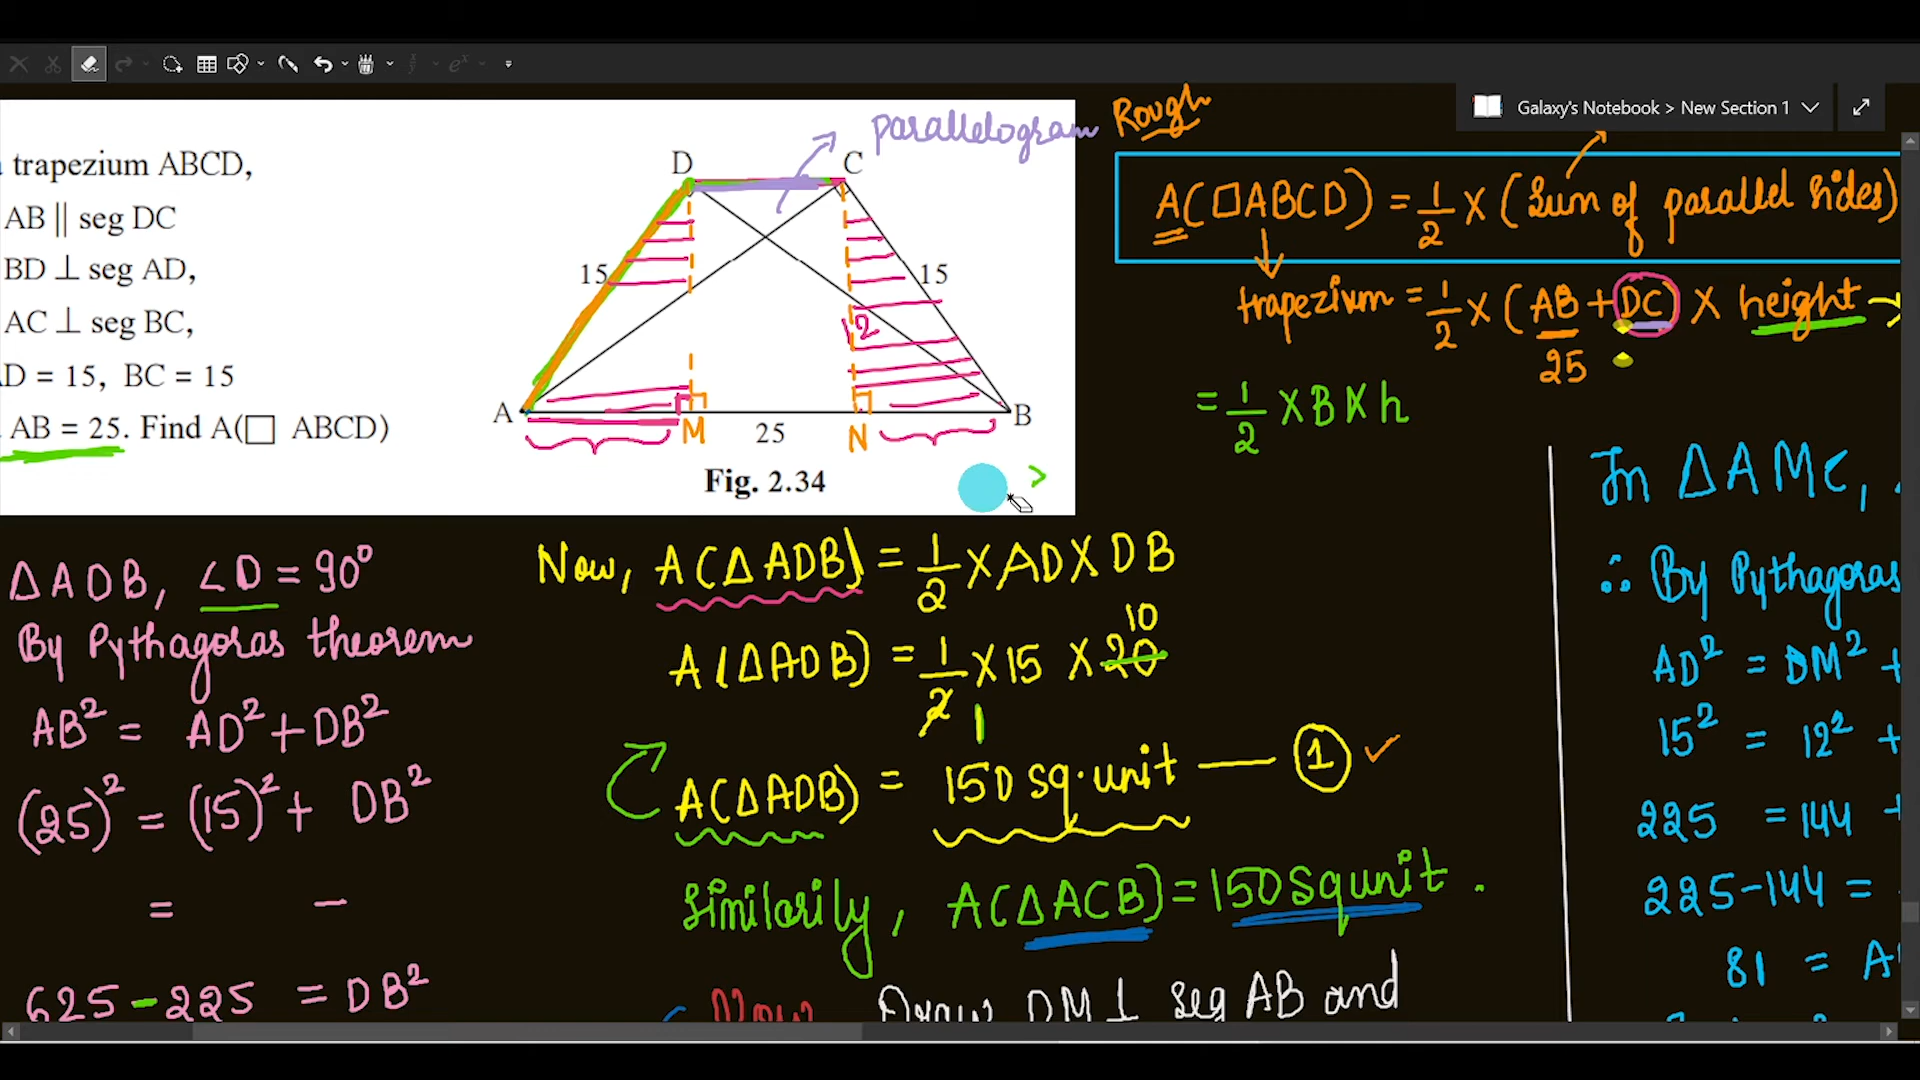 Galaxy's Notebook > New Section 1
Rough
parallelogram
trapezium ABCD,
AB || seg DC
BD ⊥ seg AD,
AC ⊥ seg BC,
D = 15, BC = 15
AB = 25. Find A(□ ABCD)
D C
15 15
12
A M 25 N B
Fig. 2.34
A(□ABCD) = 1/2 × (Sum of parallel sides)
trapezium = 1/2 × (AB + DC) × height →
25
= 1/2 × B × h
ΔADB, ∠D = 90°
By Pythagoras theorem
AB² = AD² + DB²
(25)² = (15)² + DB²
= –
625 - 225 = DB²
Now, A(ΔADB) = 1/2 × AD × DB
10
A(ΔADB) = 1/2 × 15 × 20
1
A(ΔADB) = 150 sq.unit — ①
Similarily, A(ΔACB) = 150 sq unit.
Now Draw DM ⊥ seg AB and
In ΔAMC,
∴ By Pythagoras
AD² = DM² +
15² = 12² +
225 = 144 +
225 - 144 =
81 = A